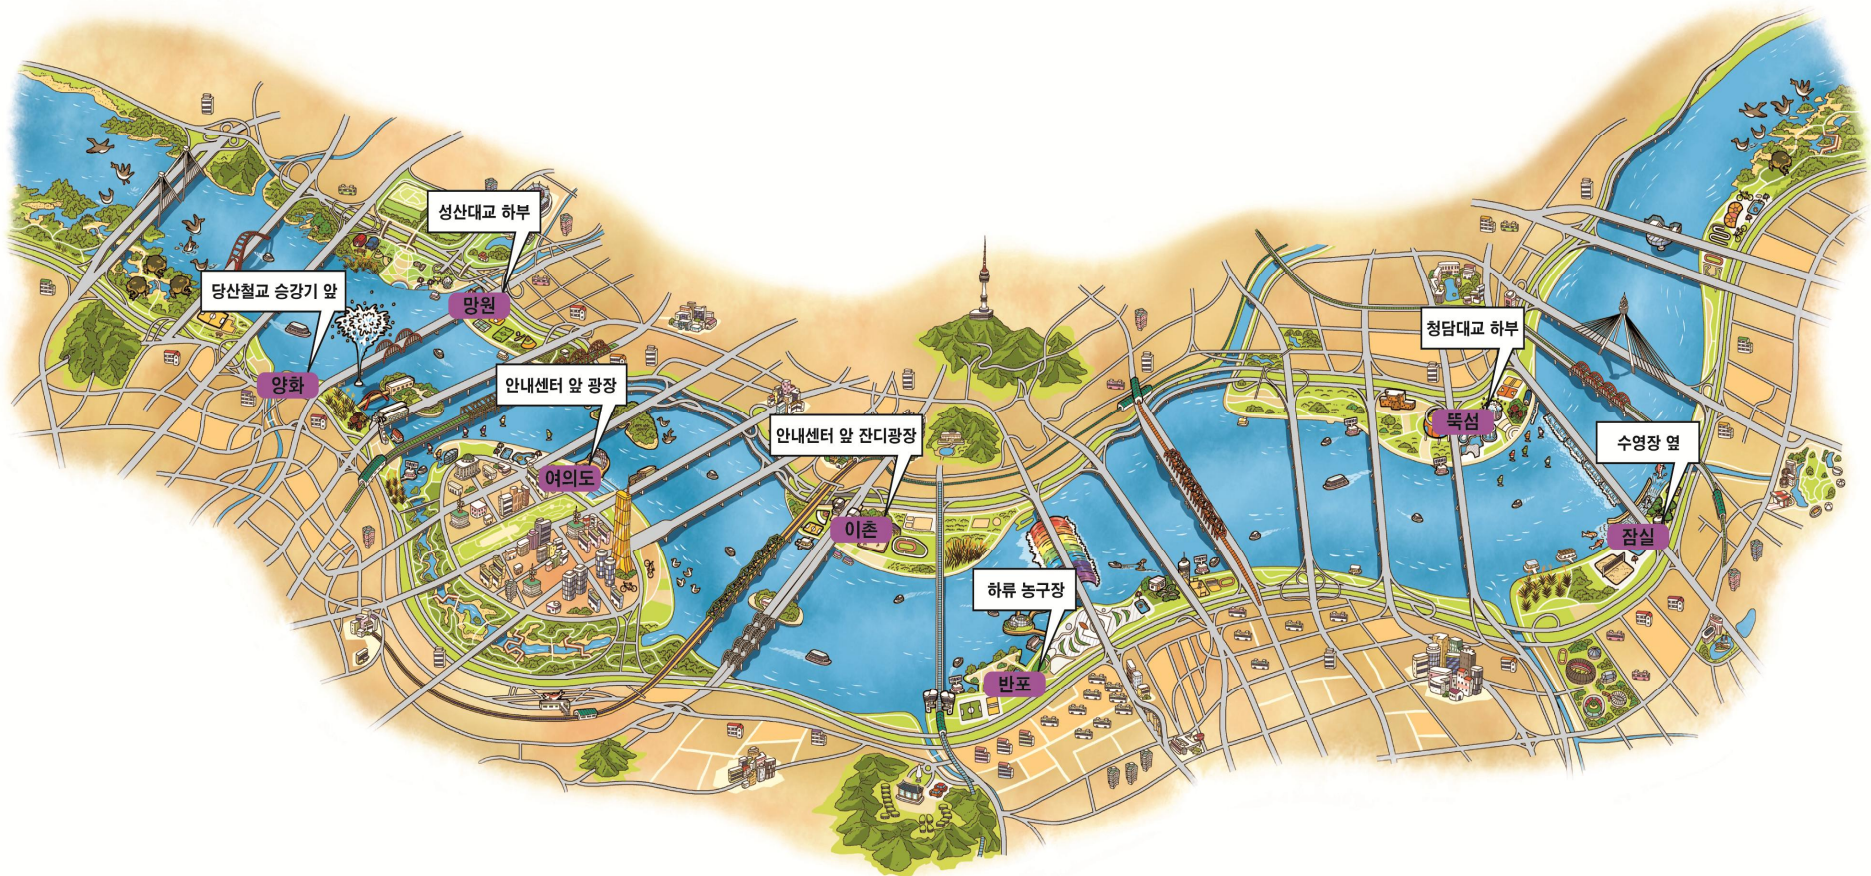 성산대교 하부
망원
당산철교 승강기 앞
양화
안내센터 앞 광장
여의도
안내센터 앞 잔디광장
이촌
하류 농구장
반포
청담대교 하부
뚝섬
수영장 옆
잠실